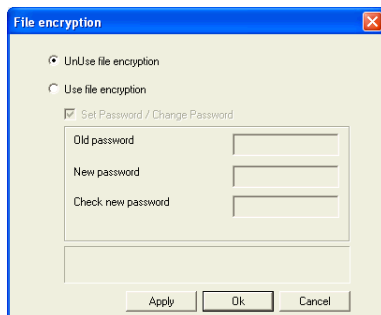 File encryption
UnUse file encryption
Use file encryption
Set Password / Change Password
Old password
New password
Check new password
Apply Ok Cancel